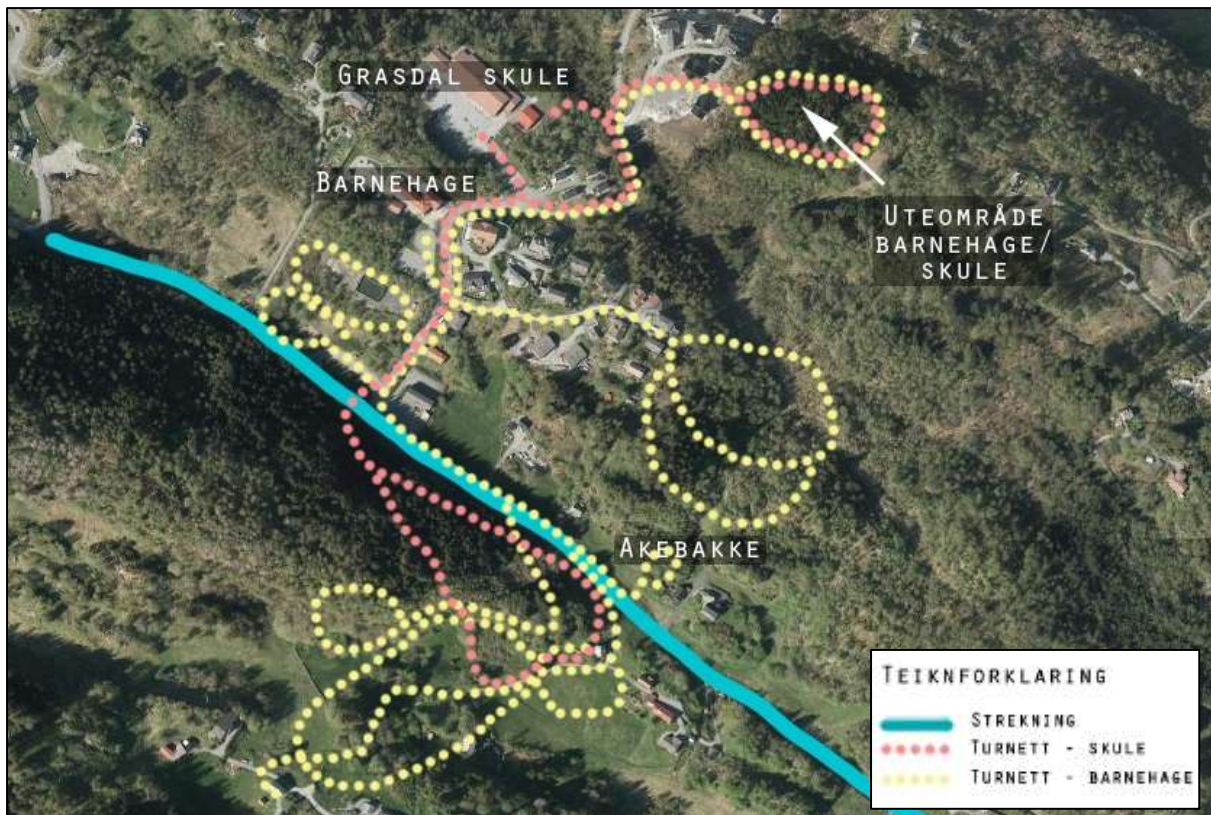 GRASDAL SKULE
BARNEHAGE
UTEOMRÅDE
BARNEHAGE/
SKULE
AKEBAKKE
TEIKNFORKLARING
STREKNING
TURNETT - SKULE
TURNETT - BARNEHAGE